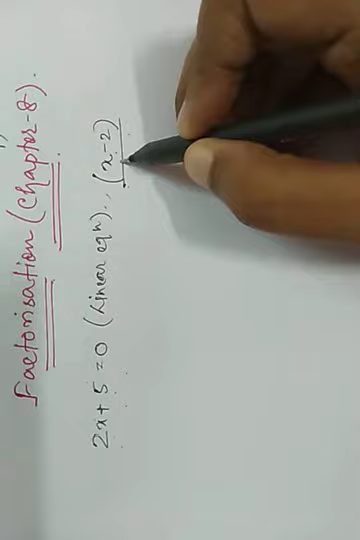 Factorisation (Chapter-8).
2x + 5 = 0 (Linear eqn)., (x-2)